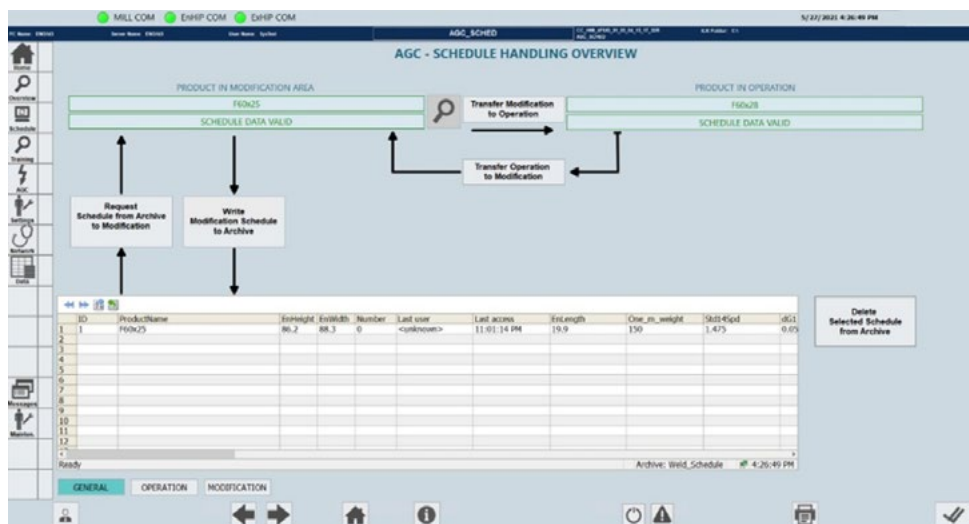 MILL COM EnHIP COM ExHIP COM 5/27/2021 4:26:49 PM
AGC_SCHED
AGC - SCHEDULE HANDLING OVERVIEW
Home
Overview
Schedule
Training
AGC
Settings
Network
Data
Messages
PRODUCT IN MODIFICATION AREA
F60x25
SCHEDULE DATA VALID
Transfer Modification
to Operation
PRODUCT IN OPERATION
F60x28
SCHEDULE DATA VALID
Transfer Operation
to Modification
Request
Schedule from Archive
to Modification
Write
Modification Schedule
to Archive
ID ProductName EnHeight EnWidth Number Last user Last access EnLength One_m_weight Std14Spd dG1
1 1 F60x25 86.2 88.3 0 <unknown> 11:01:14 PM 19.9 150 1.475 0.05
2
3
4
5
6
7
8
9
10
11
12
Ready Archive: Weld_Schedule 4:26:49 PM
Delete
Selected Schedule
from Archive
GENERAL OPERATION MODIFICATION